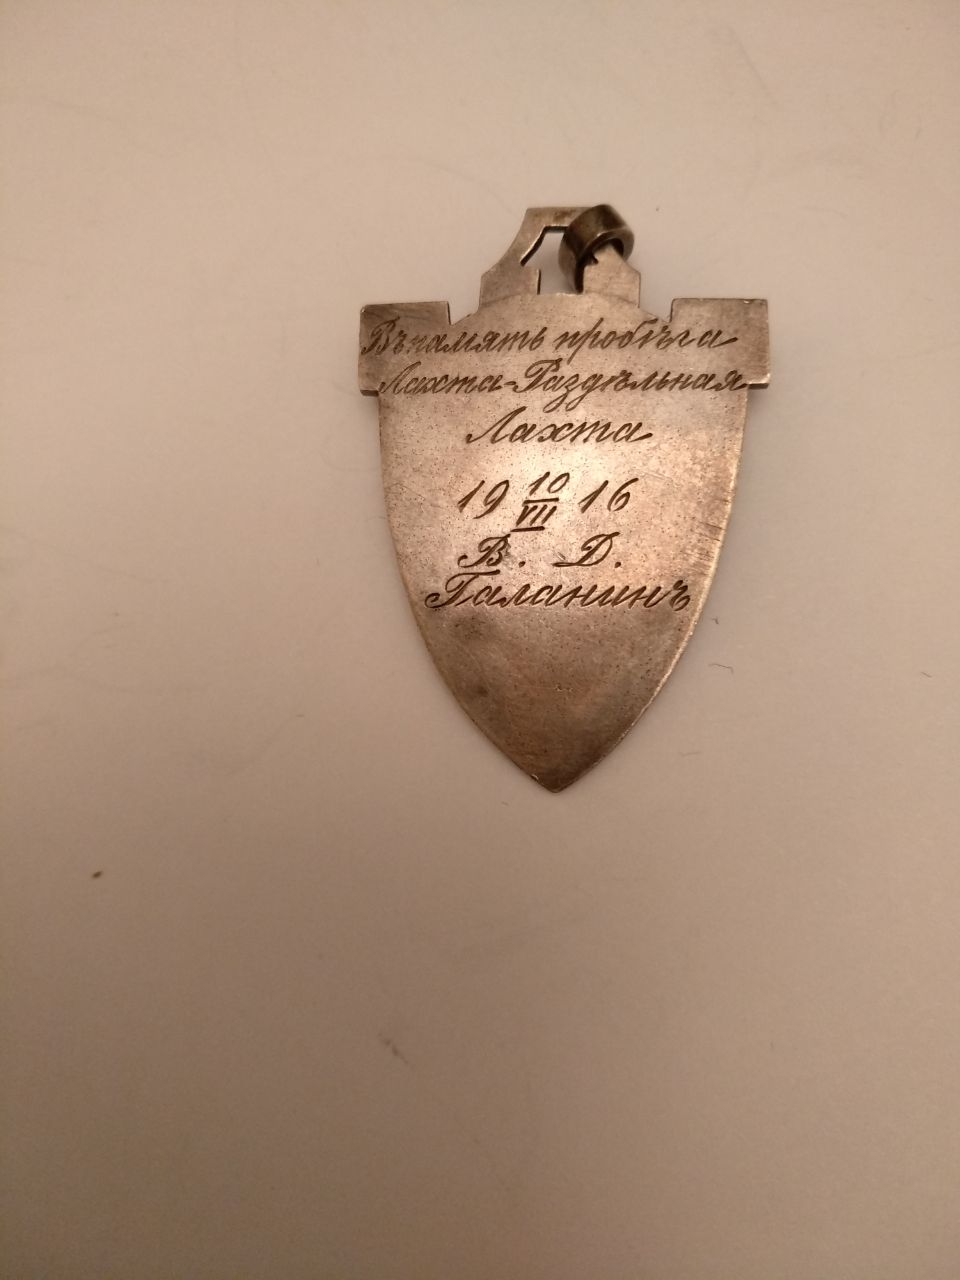 Въ память пробѣга
Лахта-Раздѣльная
Лахта
19 10/VII 16
В. Д.
Галанинъ